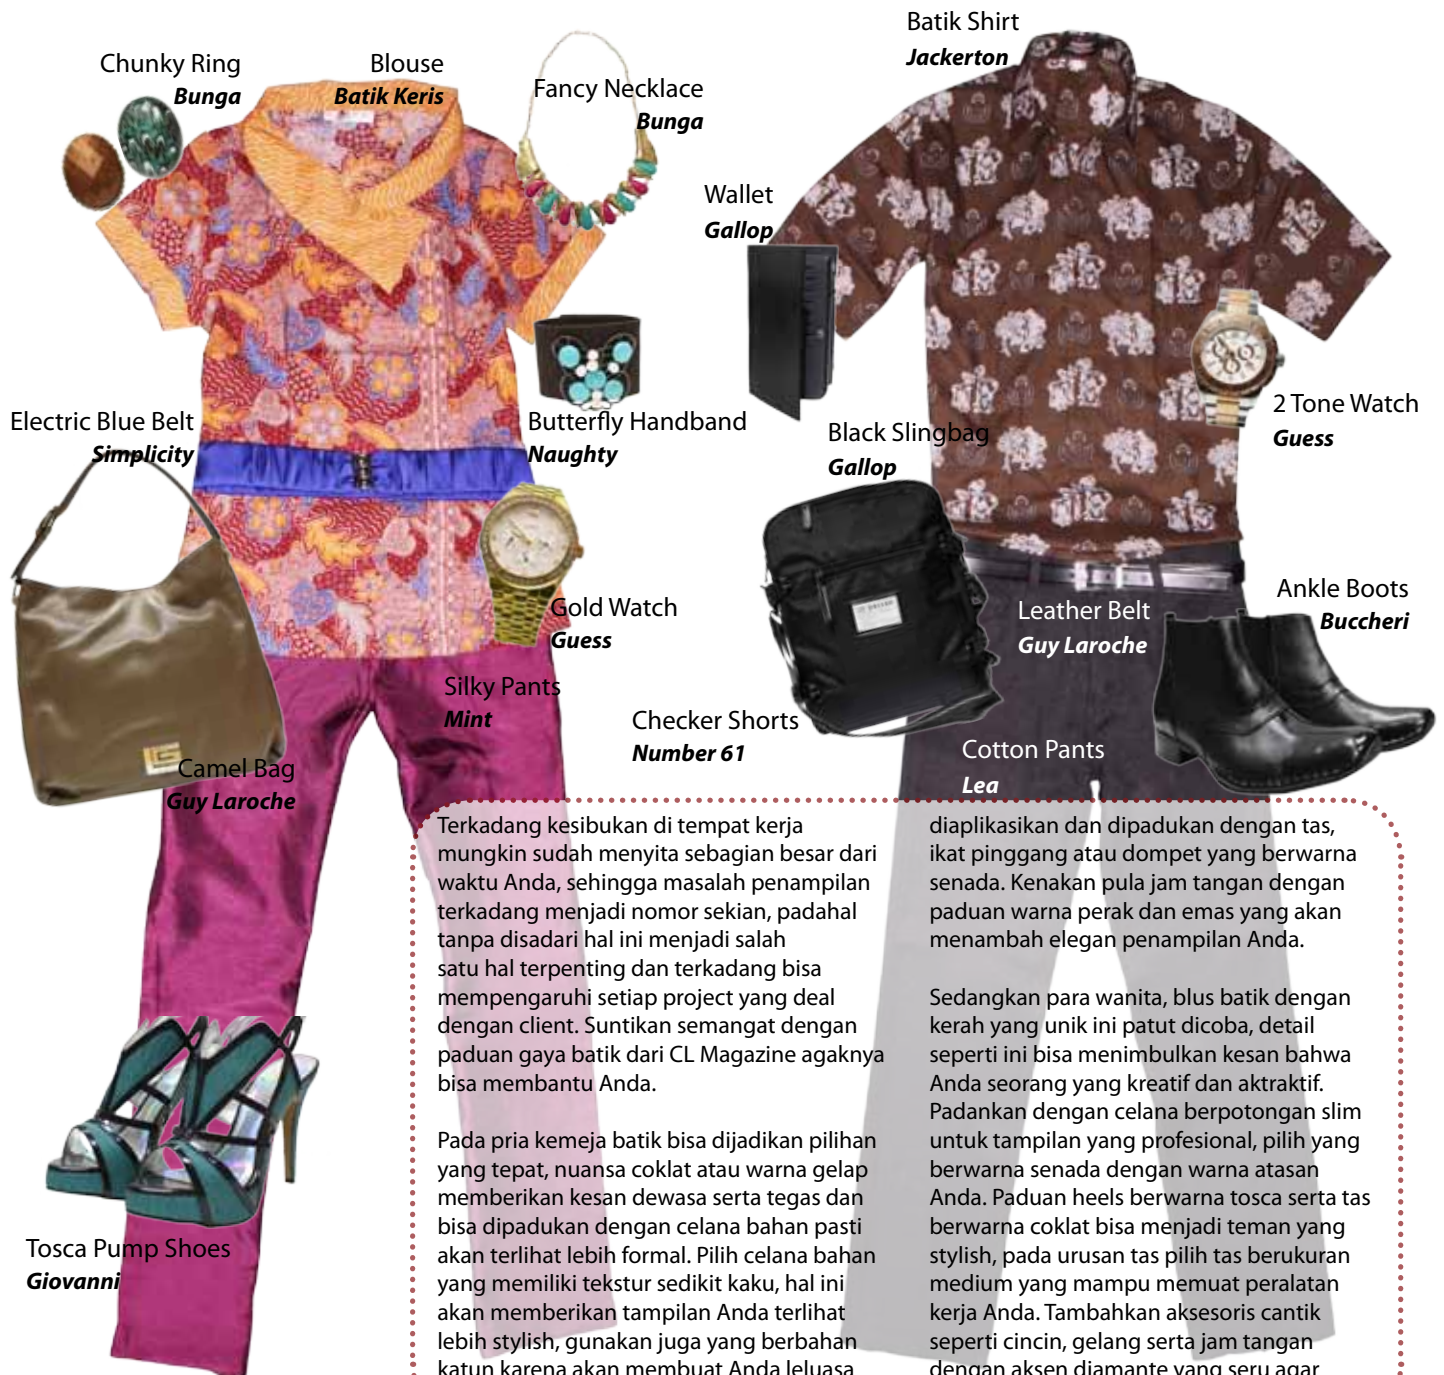 Chunky Ring
Bunga
Blouse
Batik Keris
Fancy Necklace
Bunga
Electric Blue Belt
Simplicity
Butterfly Handband
Naughty
Gold Watch
Guess
Silky Pants
Mint
Camel Bag
Guy Laroche
Tosca Pump Shoes
Giovanni
Batik Shirt
Jackerton
Wallet
Gallop
2 Tone Watch
Guess
Black Slingbag
Gallop
Leather Belt
Guy Laroche
Ankle Boots
Buccheri
Checker Shorts
Number 61
Cotton Pants
Lea
Terkadang kesibukan di tempat kerja
mungkin sudah menyita sebagian besar dari
waktu Anda, sehingga masalah penampilan
terkadang menjadi nomor sekian, padahal
tanpa disadari hal ini menjadi salah
satu hal terpenting dan terkadang bisa
mempengaruhi setiap project yang deal
dengan client. Suntikan semangat dengan
paduan gaya batik dari CL Magazine agaknya
bisa membantu Anda.
Pada pria kemeja batik bisa dijadikan pilihan
yang tepat, nuansa coklat atau warna gelap
memberikan kesan dewasa serta tegas dan
bisa dipadukan dengan celana bahan pasti
akan terlihat lebih formal. Pilih celana bahan
yang memiliki tekstur sedikit kaku, hal ini
akan memberikan tampilan Anda terlihat
lebih stylish, gunakan juga yang berbahan
katun karena akan membuat Anda leluasa
diaplikasikan dan dipadukan dengan tas,
ikat pinggang atau dompet yang berwarna
senada. Kenakan pula jam tangan dengan
paduan warna perak dan emas yang akan
menambah elegan penampilan Anda.
Sedangkan para wanita, blus batik dengan
kerah yang unik ini patut dicoba, detail
seperti ini bisa menimbulkan kesan bahwa
Anda seorang yang kreatif dan aktraktif.
Padankan dengan celana berpotongan slim
untuk tampilan yang profesional, pilih yang
berwarna senada dengan warna atasan
Anda. Paduan heels berwarna tosca serta tas
berwarna coklat bisa menjadi teman yang
stylish, pada urusan tas pilih tas berukuran
medium yang mampu memuat peralatan
kerja Anda. Tambahkan aksesoris cantik
seperti cincin, gelang serta jam tangan
dengan aksen diamante yang seru agar